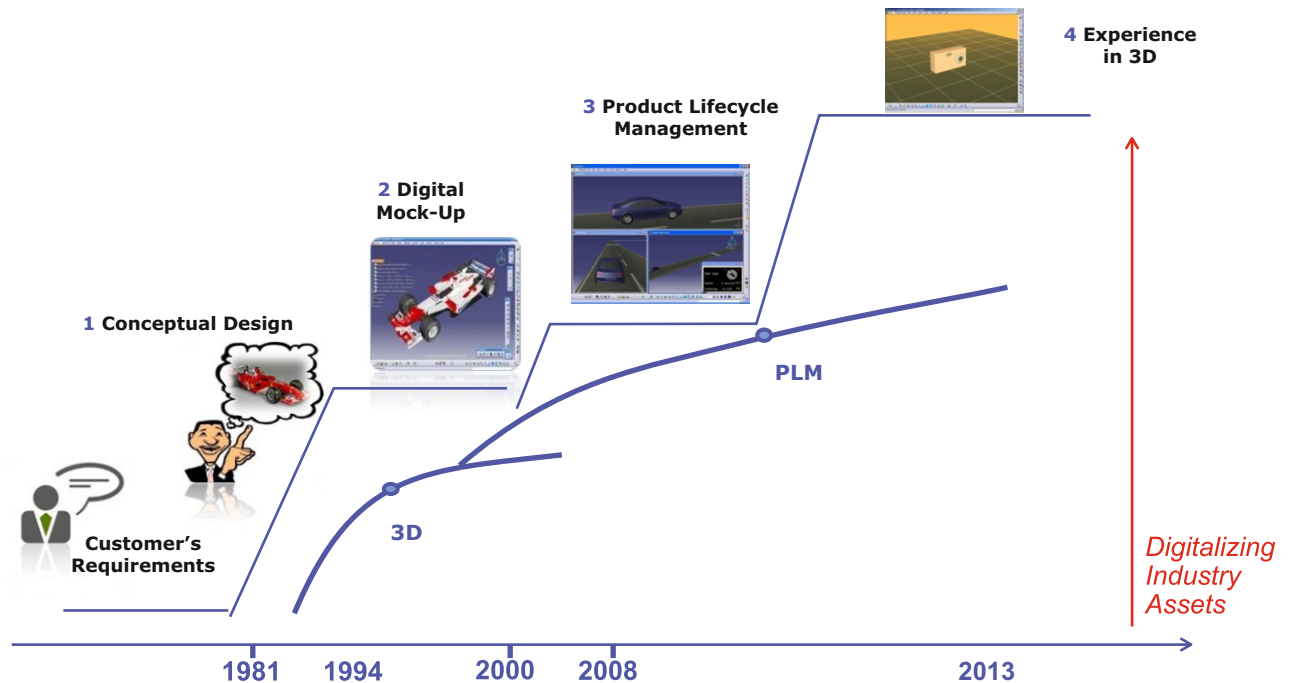 4 Experience
in 3D
3 Product Lifecycle
Management
2 Digital
Mock-Up
1 Conceptual Design
PLM
3D
Customer’s
Requirements
Digitalizing
Industry
Assets
1981
1994
2000
2008
2013